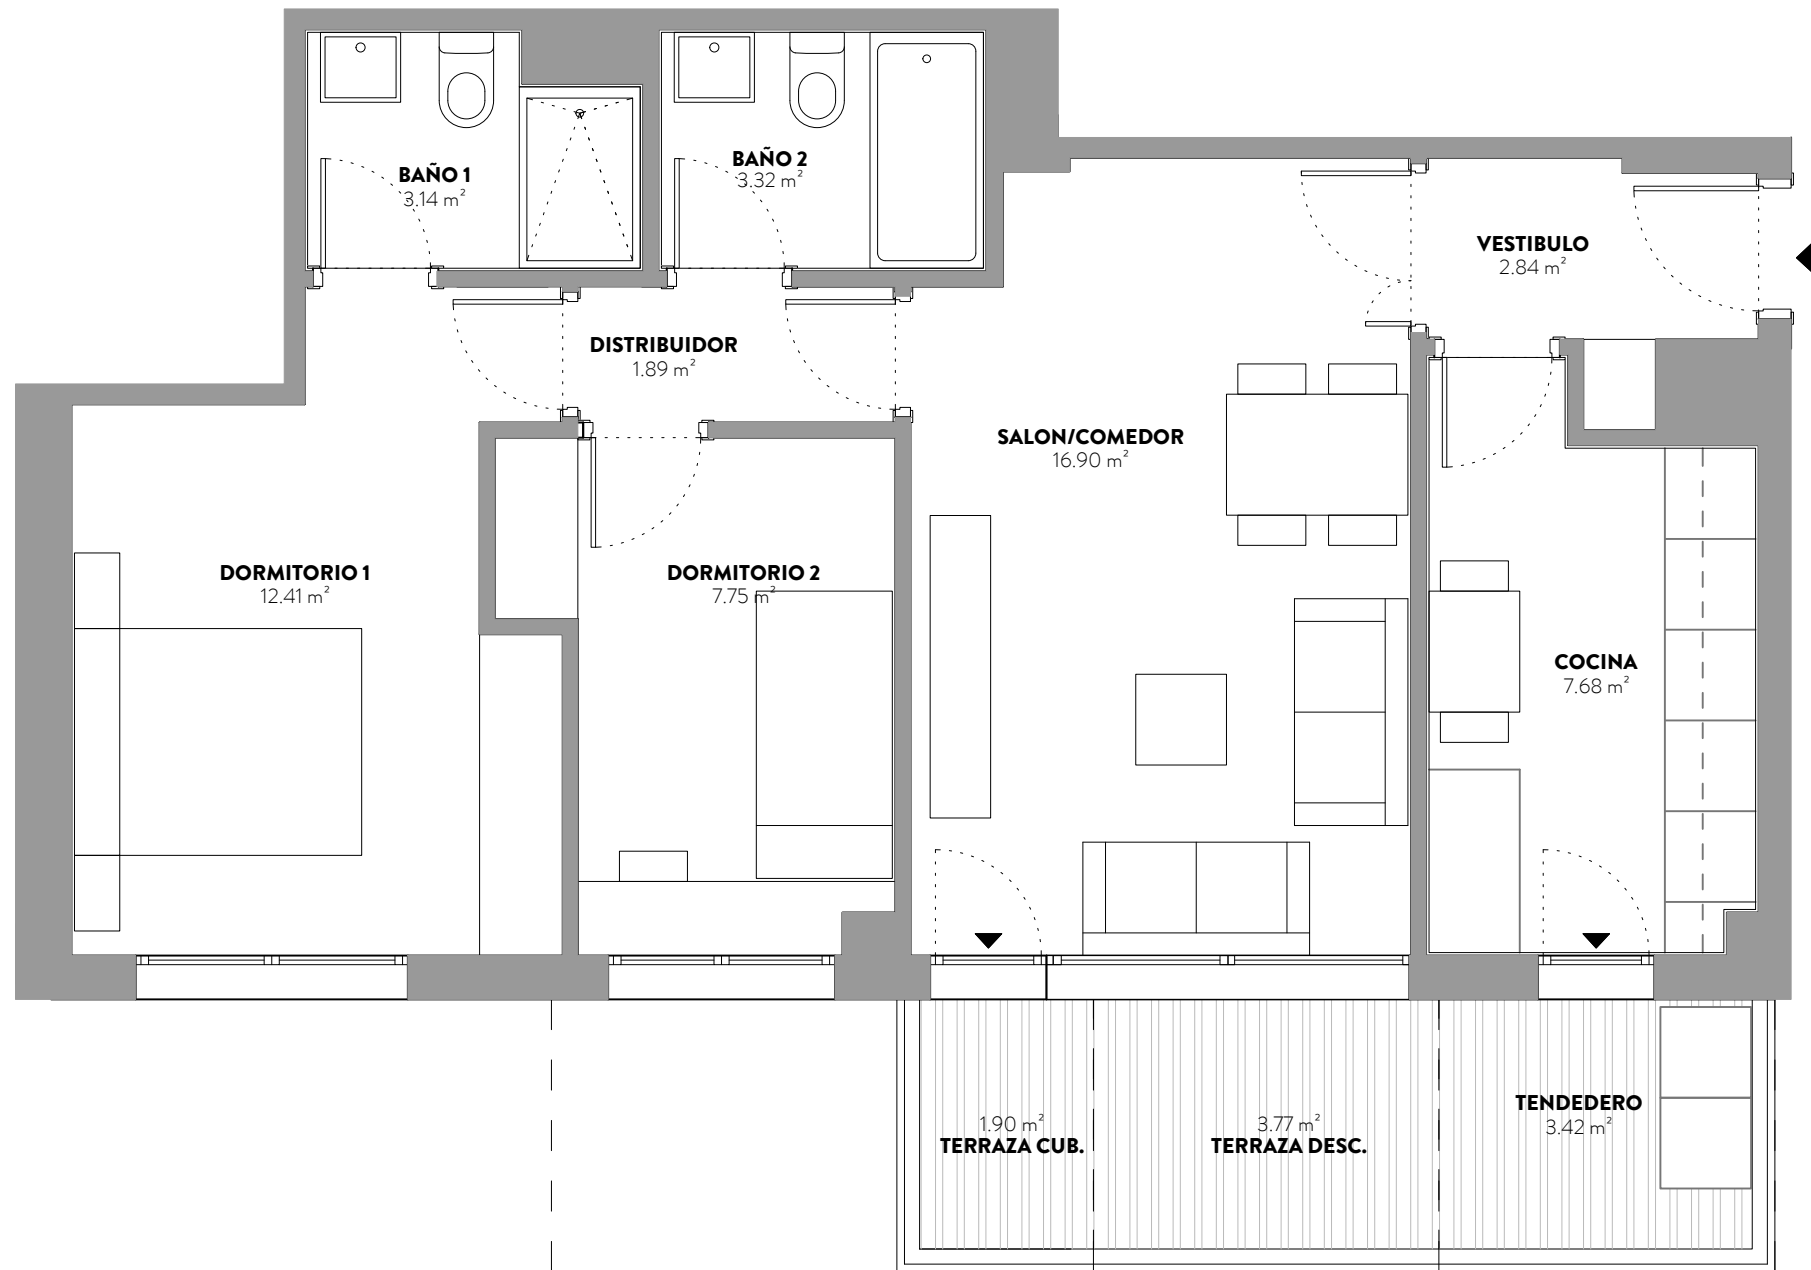 BAÑO 1
3.14 m²
BAÑO 2
3.32 m²
VESTIBULO
2.84 m²
DISTRIBUIDOR
1.89 m²
SALON/COMEDOR
16.90 m²
DORMITORIO 1
12.41 m²
DORMITORIO 2
7.75 m²
COCINA
7.68 m²
1.90 m²
TERRAZA CUB.
3.77 m²
TERRAZA DESC.
TENDEDERO
3.42 m²